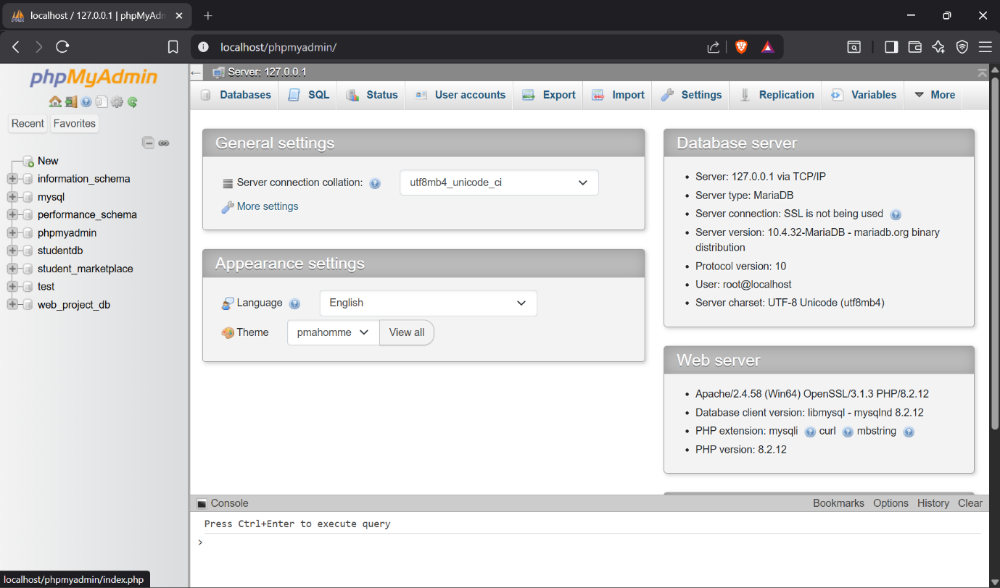 localhost / 127.0.0.1 | phpMyAdn
localhost/phpmyadmin/
phpMyAdmin
Recent Favorites
New
information_schema
mysql
performance_schema
phpmyadmin
studentdb
student_marketplace
test
web_project_db
Server: 127.0.0.1
Databases SQL Status User accounts Export Import Settings Replication Variables More
General settings
Server connection collation: utf8mb4_unicode_ci
More settings
Appearance settings
Language English
Theme pmahomme View all
Database server
Server: 127.0.0.1 via TCP/IP
Server type: MariaDB
Server connection: SSL is not being used
Server version: 10.4.32-MariaDB - mariadb.org binary
distribution
Protocol version: 10
User: root@localhost
Server charset: UTF-8 Unicode (utf8mb4)
Web server
Apache/2.4.58 (Win64) OpenSSL/3.1.3 PHP/8.2.12
Database client version: libmysql - mysqlnd 8.2.12
PHP extension: mysqli curl mbstring
PHP version: 8.2.12
Console Bookmarks Options History Clear
Press Ctrl+Enter to execute query
>
localhost/phpmyadmin/index.php